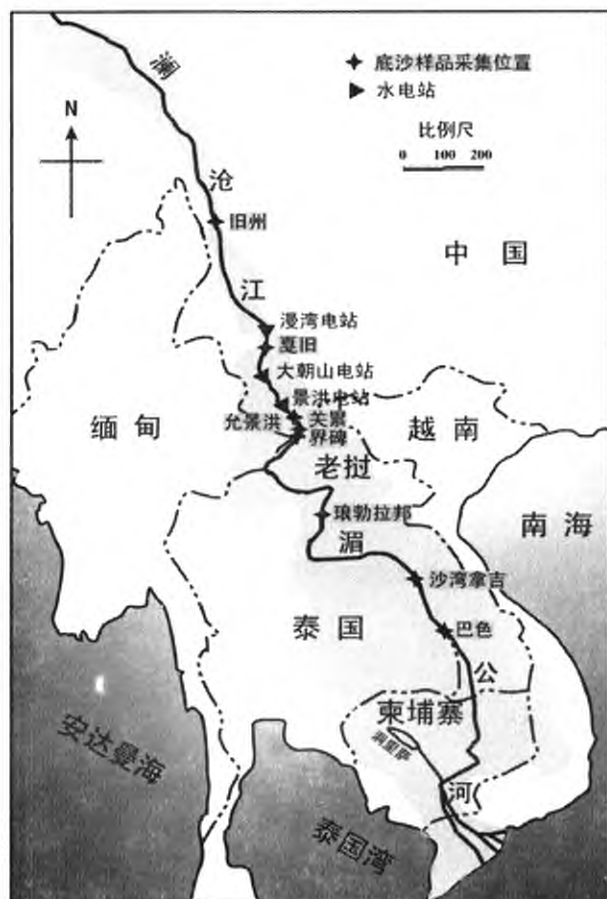 底沙样品采集位置
水电站
比例尺
0 100 200
N
澜
沧
江
旧州
中国
漫湾电站
戛旧
大朝山电站
景洪电站
允景洪
关累
界碑
缅甸
越南
老挝
琅勃拉邦
南海
湄
沙湾拿吉
泰国
巴色
公
柬埔寨
洞里萨
河
安达曼海
泰国湾